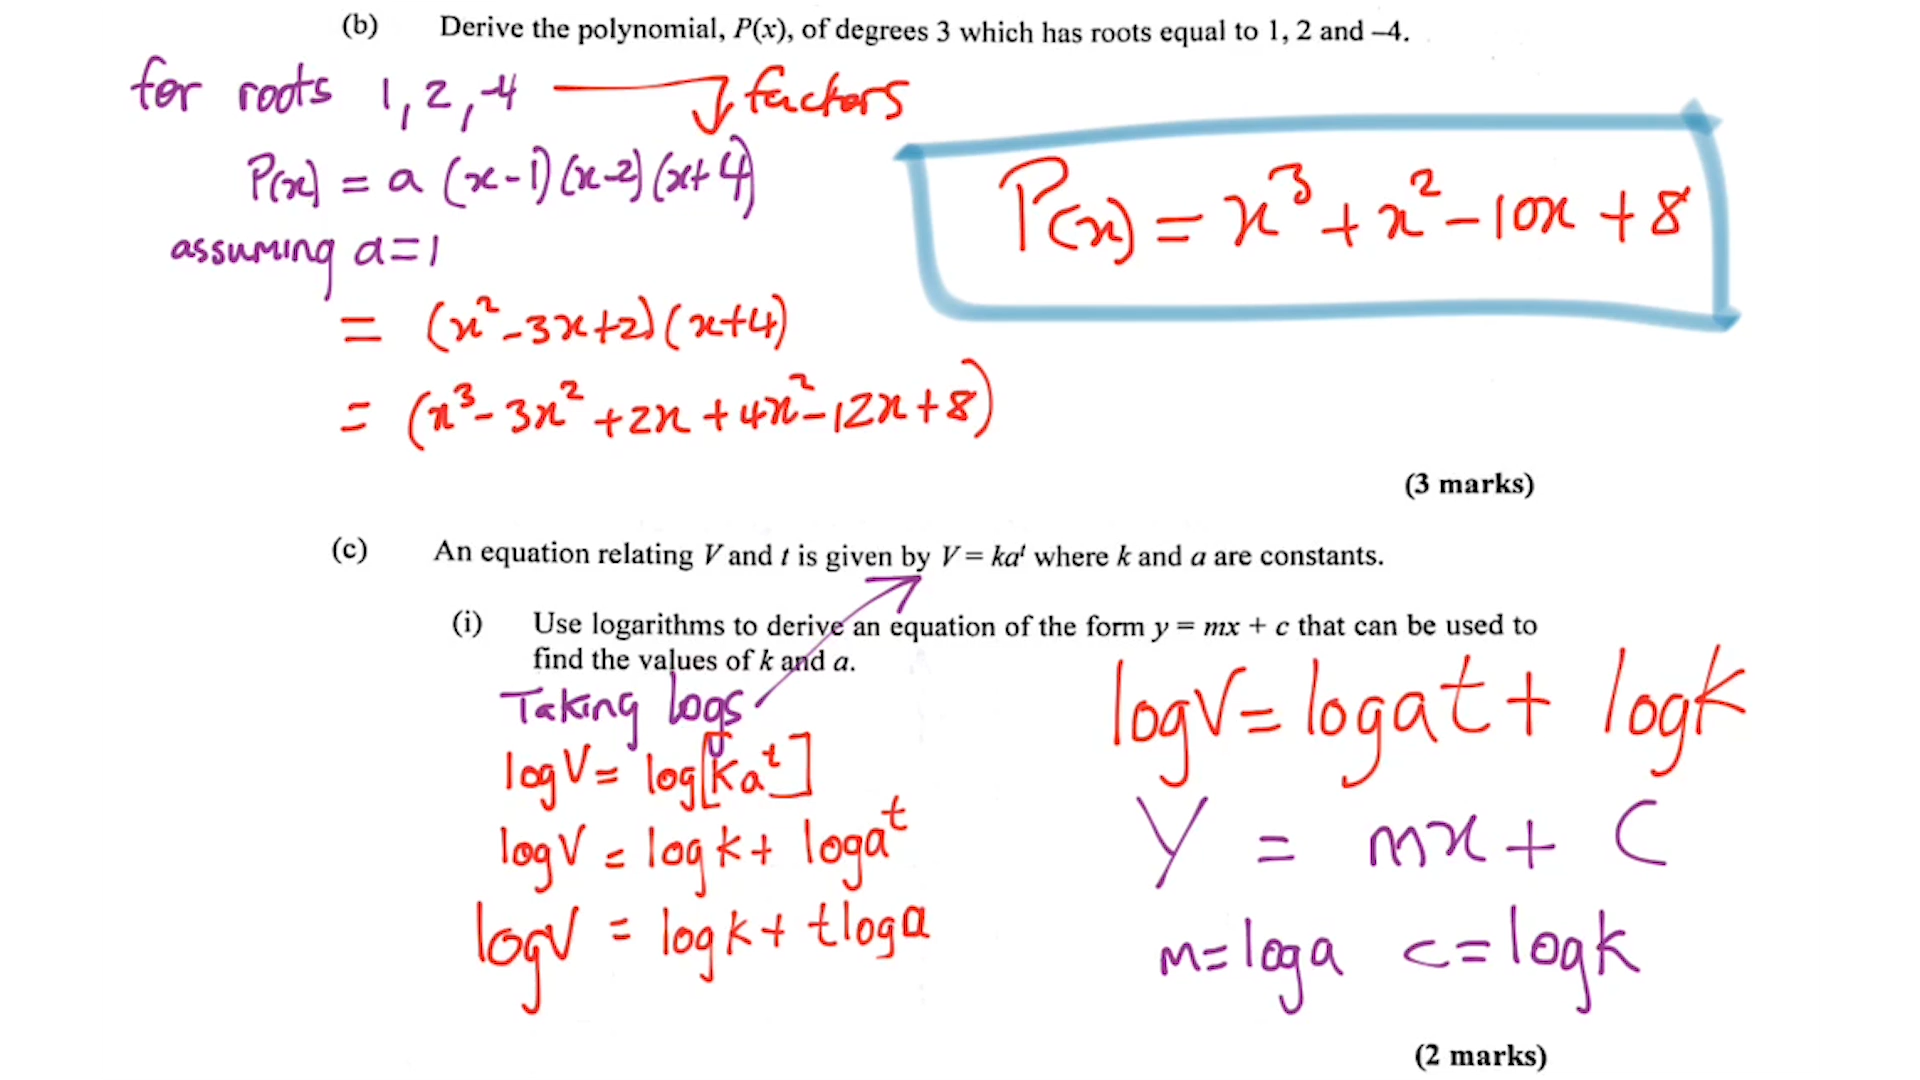 (b) Derive the polynomial, P(x), of degrees 3 which has roots equal to 1, 2 and –4.
for roots 1, 2, -4 → factors
P(x) = a (x-1)(x-2)(x+4)
assuming a=1
= (x²-3x+2)(x+4)
= (x³-3x²+2x+4x²-12x+8)
P(x) = x³+x²-10x+8
(3 marks)
(c) An equation relating V and t is given by V = kaᵗ where k and a are constants.
(i) Use logarithms to derive an equation of the form y = mx + c that can be used to
find the values of k and a.
Taking logs
logV= log[kaᵗ]
logV = logk+ logaᵗ
logV = logk+ tloga
logV= logat+ logk
Y = mx+ C
m=loga c=logk
(2 marks)